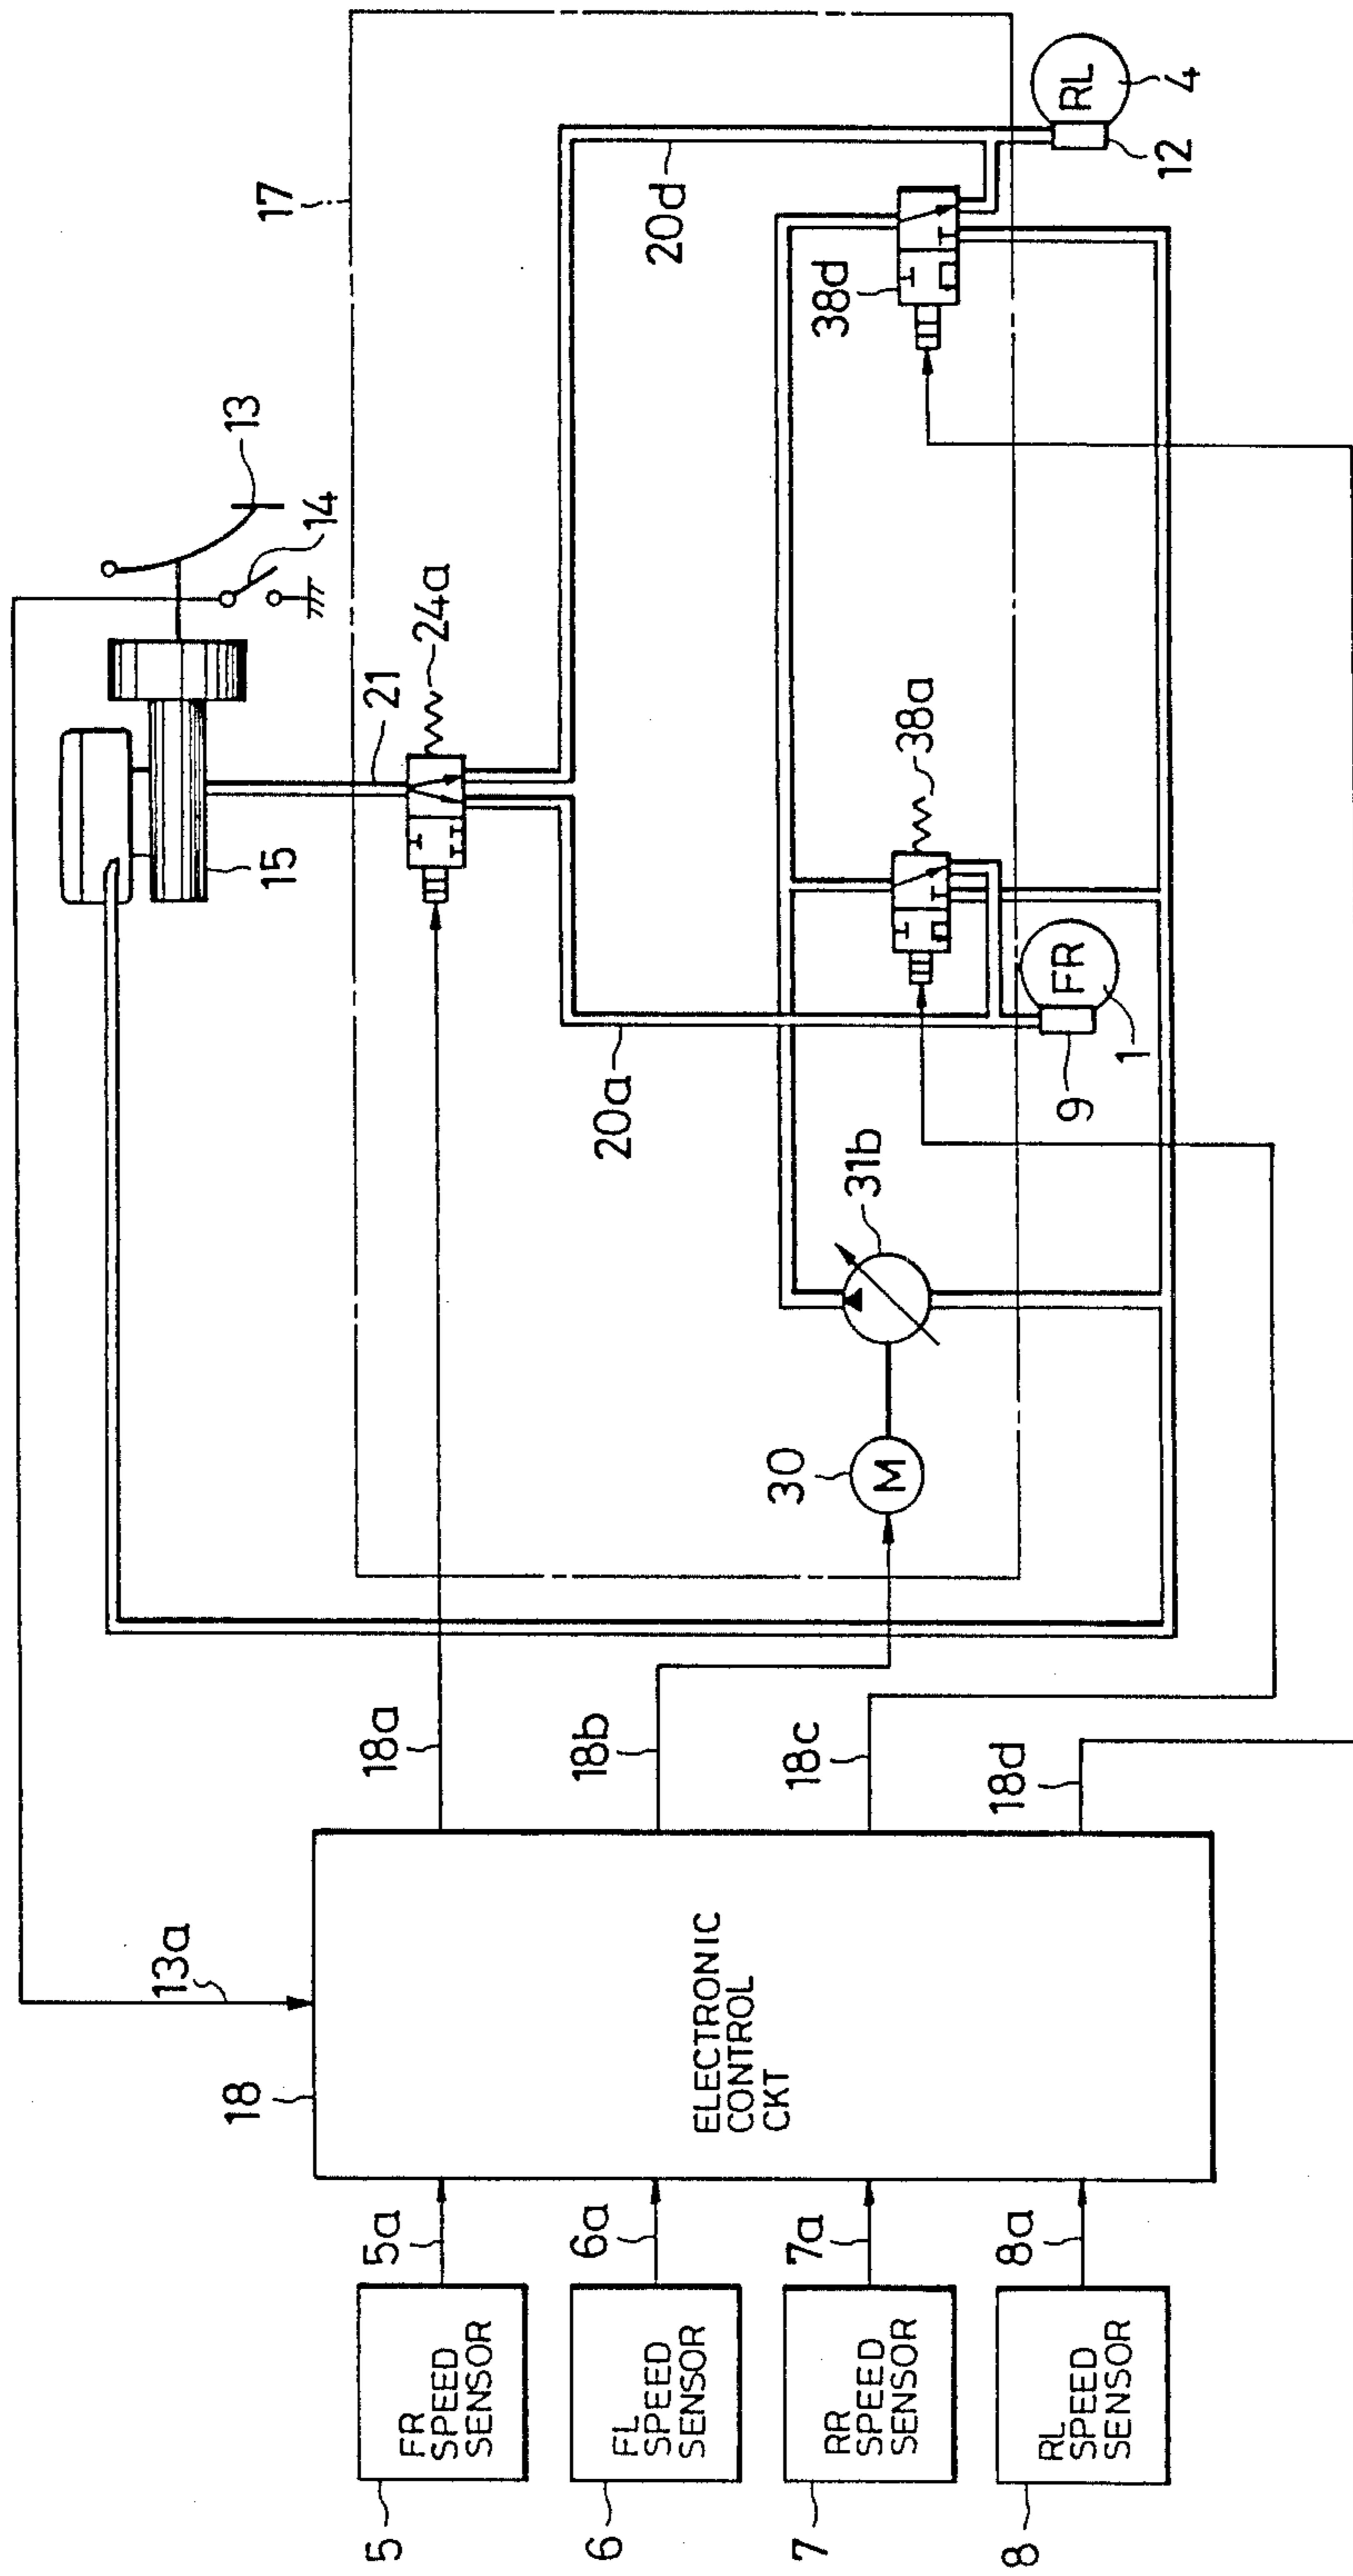 13
14
15
21
24a
17
20d
20a
38d
38a
31b
30
M
FR
1
9
RL
4
12
18a
18b
18c
18d
13a
18
ELECTRONIC
CONTROL
CKT
5a
6a
7a
8a
FR
SPEED
SENSOR
5
FL
SPEED
SENSOR
6
RR
SPEED
SENSOR
7
RL
SPEED
SENSOR
8